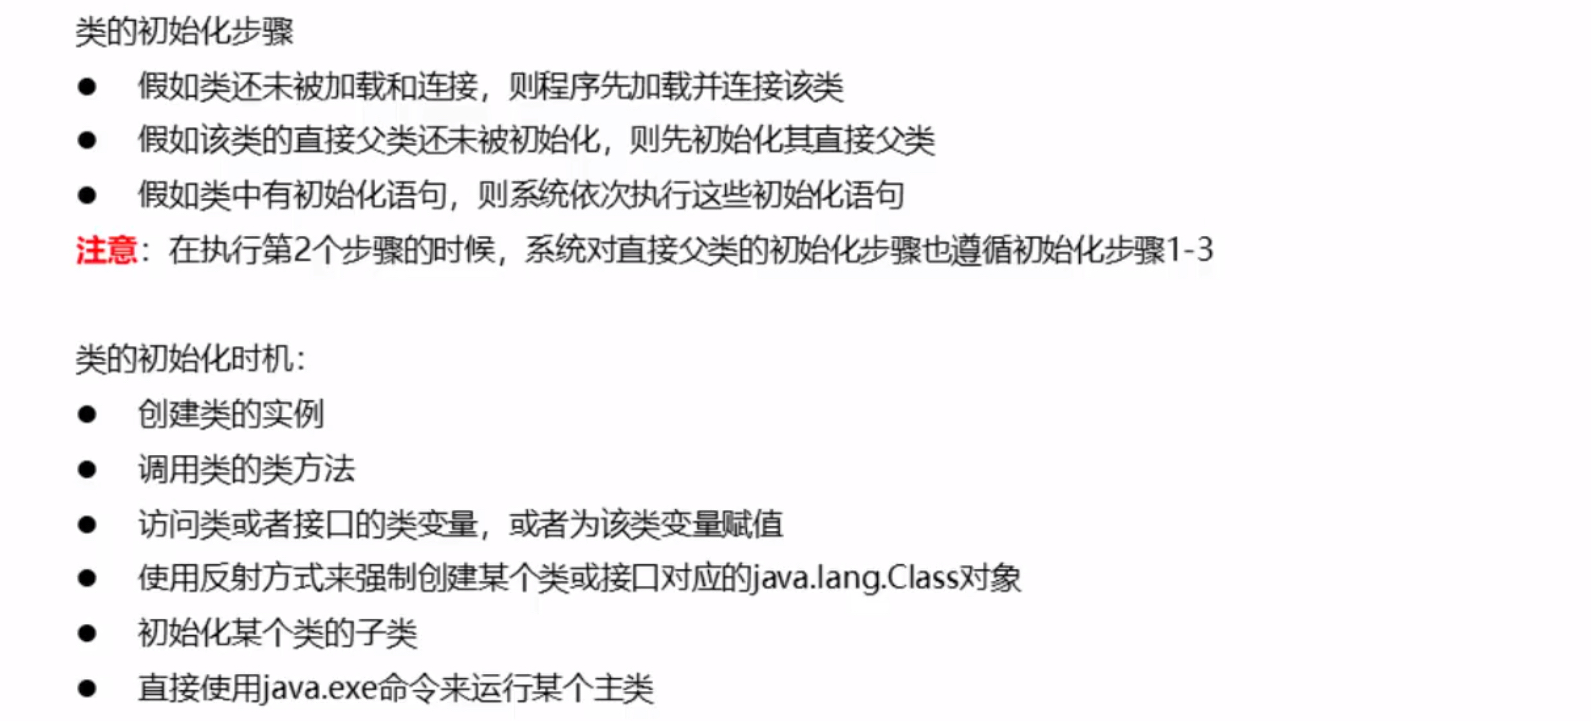 类的初始化步骤
● 假如类还未被加载和连接，则程序先加载并连接该类
● 假如该类的直接父类还未被初始化，则先初始化其直接父类
● 假如类中有初始化语句，则系统依次执行这些初始化语句
注意：在执行第2个步骤的时候，系统对直接父类的初始化步骤也遵循初始化步骤1-3
类的初始化时机：
● 创建类的实例
● 调用类的类方法
● 访问类或者接口的类变量，或者为该类变量赋值
● 使用反射方式来强制创建某个类或接口对应的java.lang.Class对象
● 初始化某个类的子类
● 直接使用java.exe命令来运行某个主类